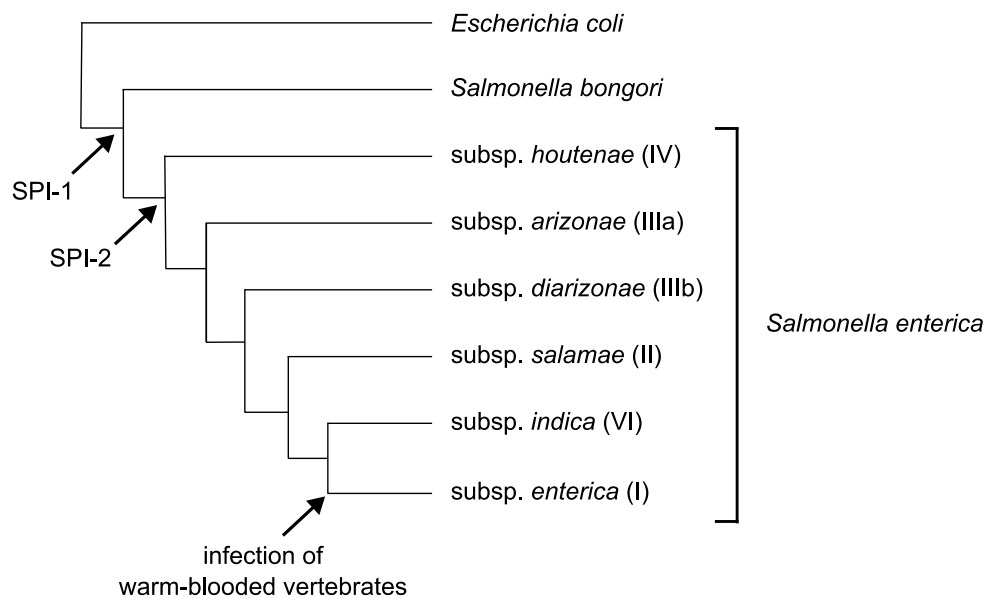 Escherichia coli
Salmonella bongori
subsp. houtenae (IV)
SPI-1
subsp. arizonae (IIIa)
SPI-2
subsp. diarizonae (IIIb)
Salmonella enterica
subsp. salamae (II)
subsp. indica (VI)
subsp. enterica (I)
infection of
warm-blooded vertebrates